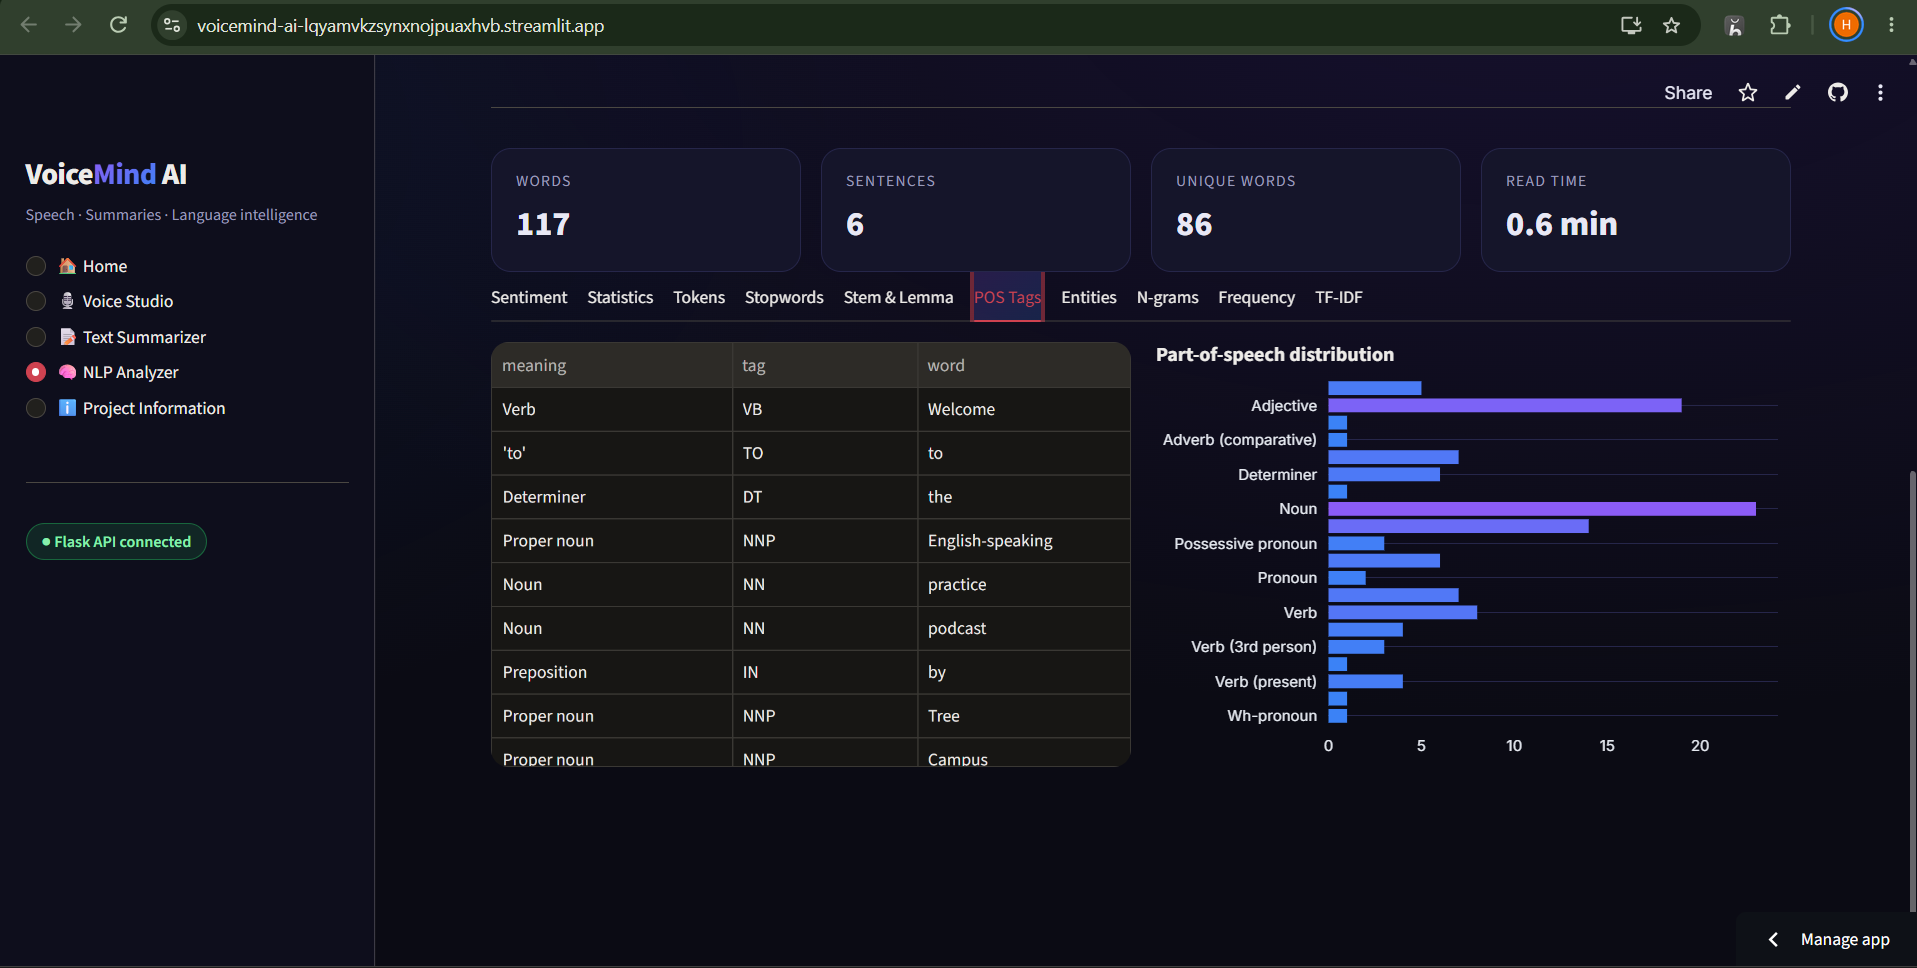 voicemind-ai-lqyamvkzsynxnojpuaxhvb.streamlit.app
H
Share
VoiceMind AI
Speech · Summaries · Language intelligence
Home
Voice Studio
Text Summarizer
NLP Analyzer
Project Information
Flask API connected
WORDS
117
SENTENCES
6
UNIQUE WORDS
86
READ TIME
0.6 min
Sentiment Statistics Tokens Stopwords Stem & Lemma POS Tags Entities N-grams Frequency TF-IDF
meaning tag word
Verb VB Welcome
'to' TO to
Determiner DT the
Proper noun NNP English-speaking
Noun NN practice
Noun NN podcast
Preposition IN by
Proper noun NNP Tree
Proper noun NNP Campus
Part-of-speech distribution
Adjective
Adverb (comparative)
Determiner
Noun
Possessive pronoun
Pronoun
Verb
Verb (3rd person)
Verb (present)
Wh-pronoun
0 5 10 15 20
Manage app